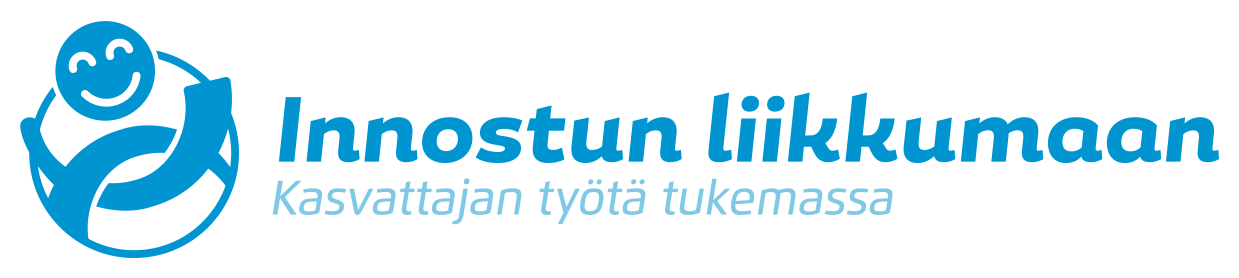 Innostun liikkumaan
Kasvattajan työtä tukemassa